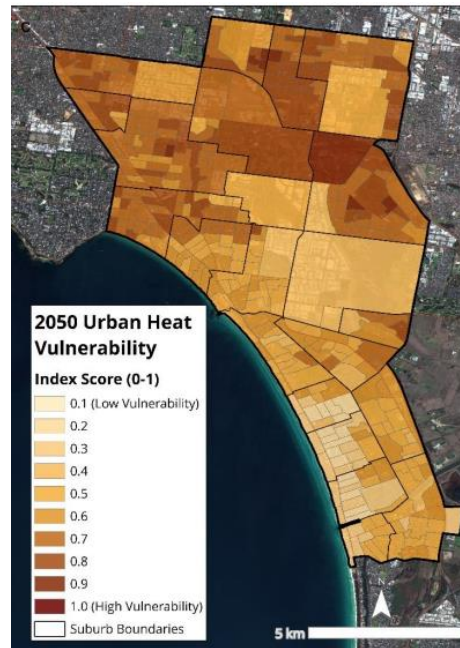 C
2050 Urban Heat
Vulnerability
Index Score (0-1)
0.1 (Low Vulnerability)
0.2
0.3
0.4
0.5
0.6
0.7
0.8
0.9
1.0 (High Vulnerability)
Suburb Boundaries
N
5 km